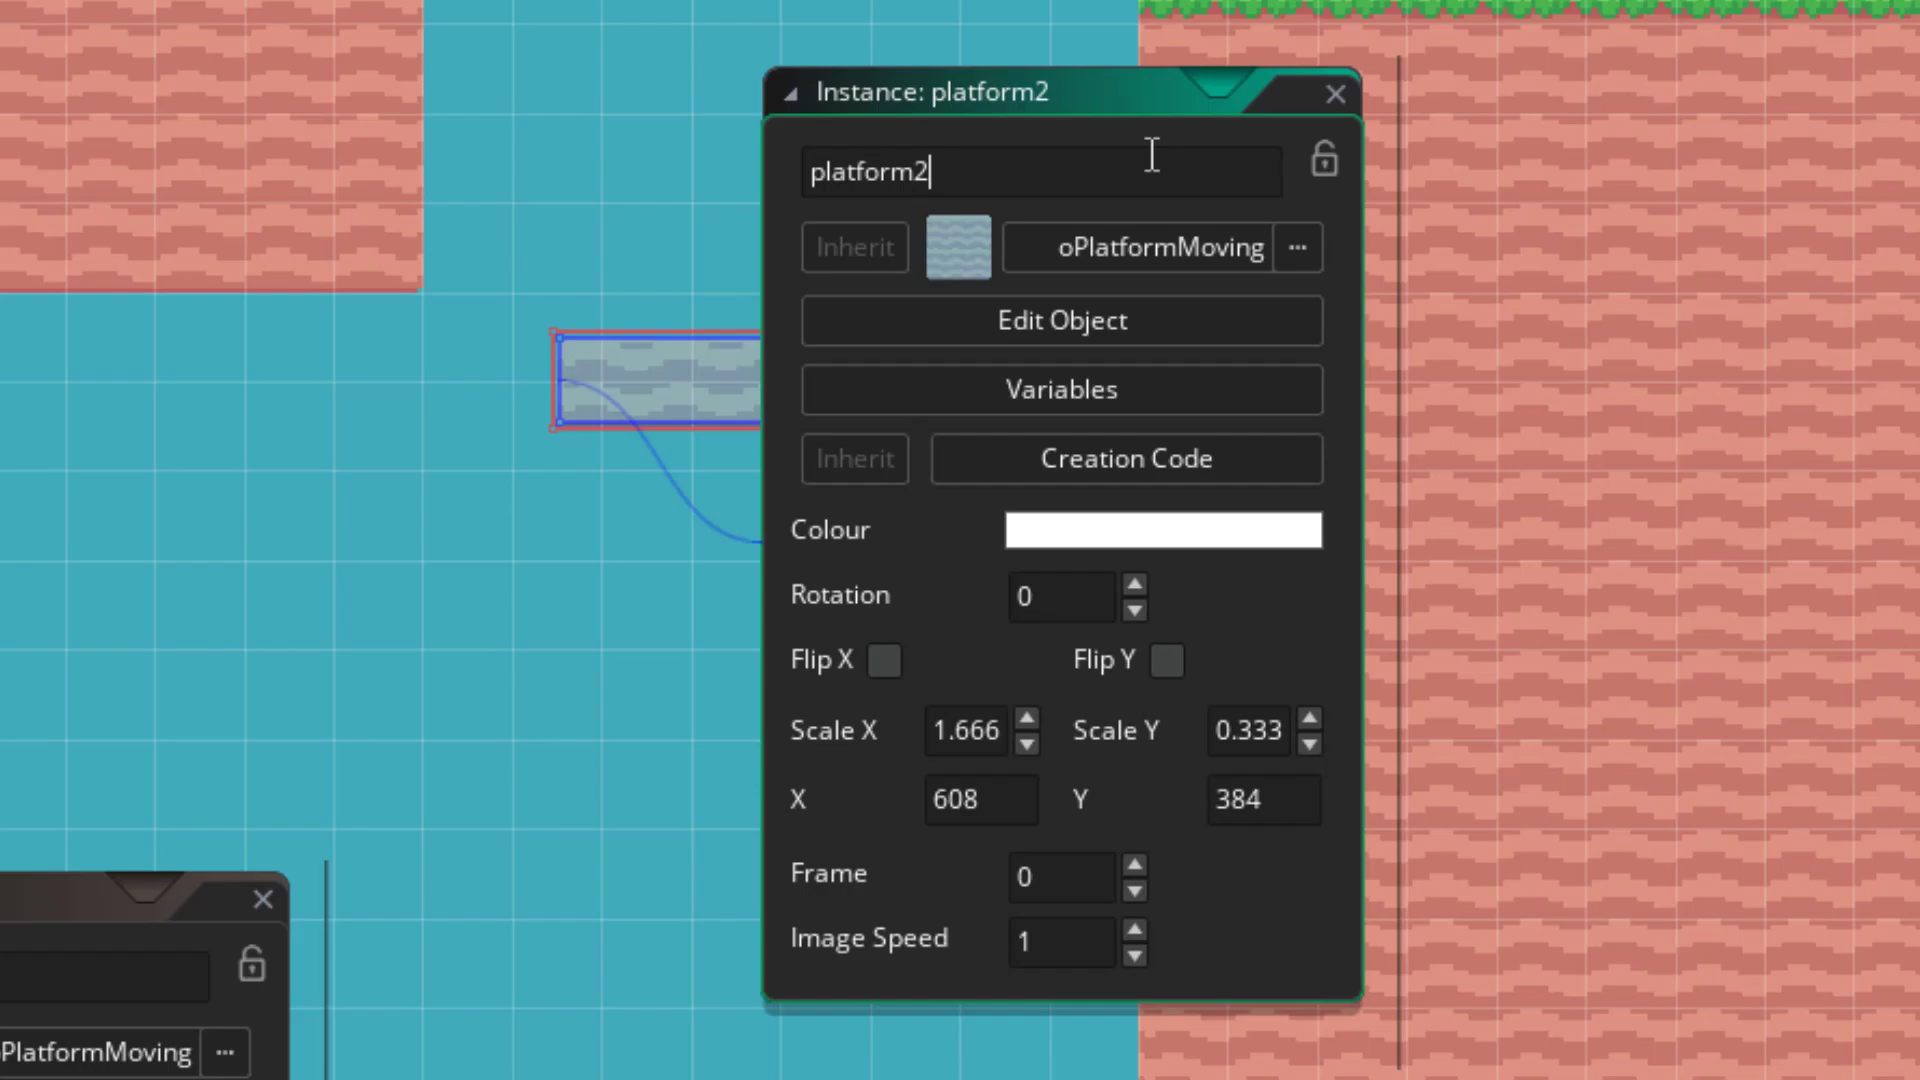 Instance: platform2
platform2
Inherit
oPlatformMoving
...
Edit Object
Variables
Inherit
Creation Code
Colour
Rotation
0
Flip X
Flip Y
Scale X
1.666
Scale Y
0.333
X
608
Y
384
Frame
0
Image Speed
1
PlatformMoving
...